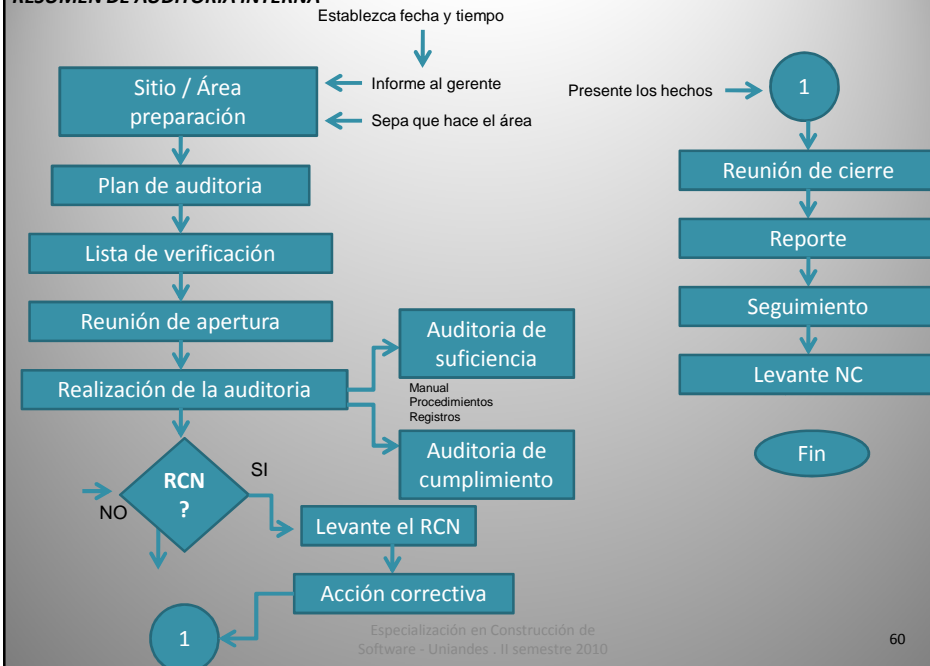 RESUMEN DE AUDITORIA INTERNA
Establezca fecha y tiempo
Sitio / Área
preparación
Informe al gerente
Sepa que hace el área
Plan de auditoria
Lista de verificación
Reunión de apertura
Realización de la auditoria
Auditoria de
suficiencia
Manual
Procedimientos
Registros
Auditoria de
cumplimiento
RCN
?
SI
NO
Levante el RCN
Acción correctiva
1
Presente los hechos
1
Reunión de cierre
Reporte
Seguimiento
Levante NC
Fin
Especialización en Construcción de
Software - Uniandes . II semestre 2010
60